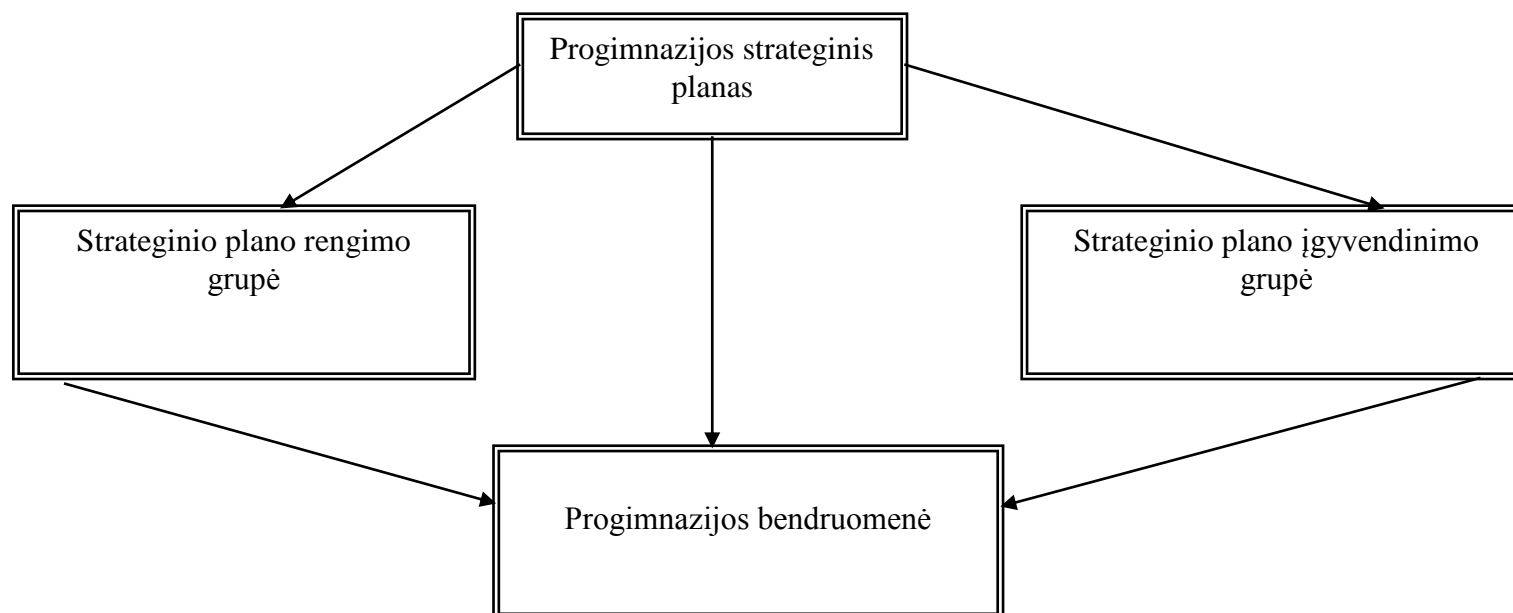 Progimnazijos strateginis
planas
Strateginio plano rengimo
grupė
Strateginio plano įgyvendinimo
grupė
Progimnazijos bendruomenė